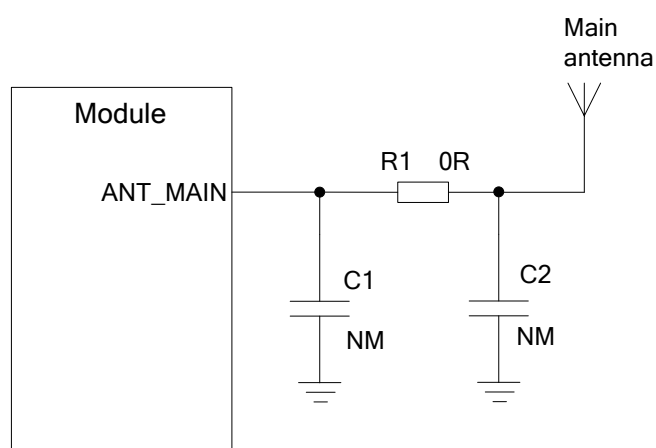 Main
antenna
Module
R1 0R
ANT_MAIN
C1
C2
NM
NM